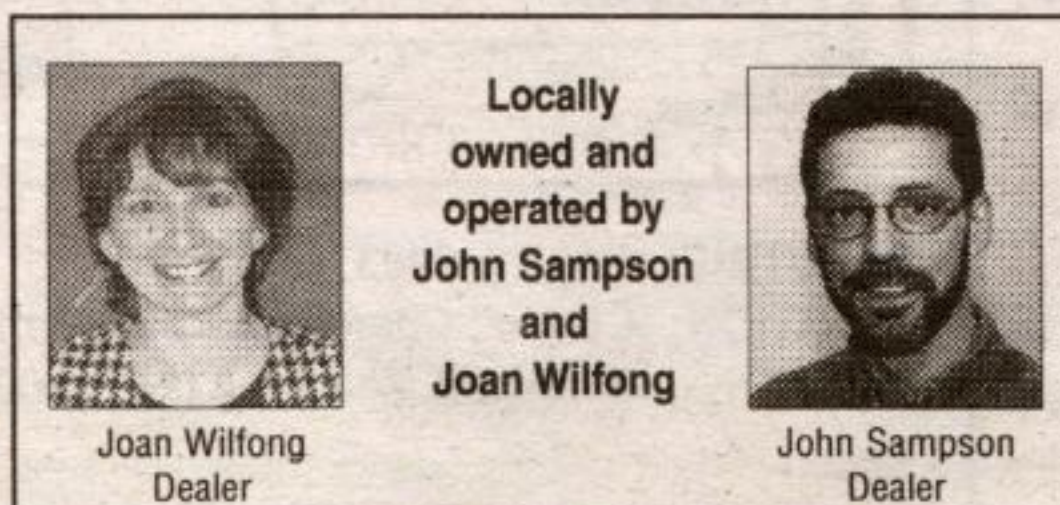 Locally
owned and
operated by
John Sampson
and
Joan Wilfong
Joan Wilfong
Dealer
John Sampson
Dealer